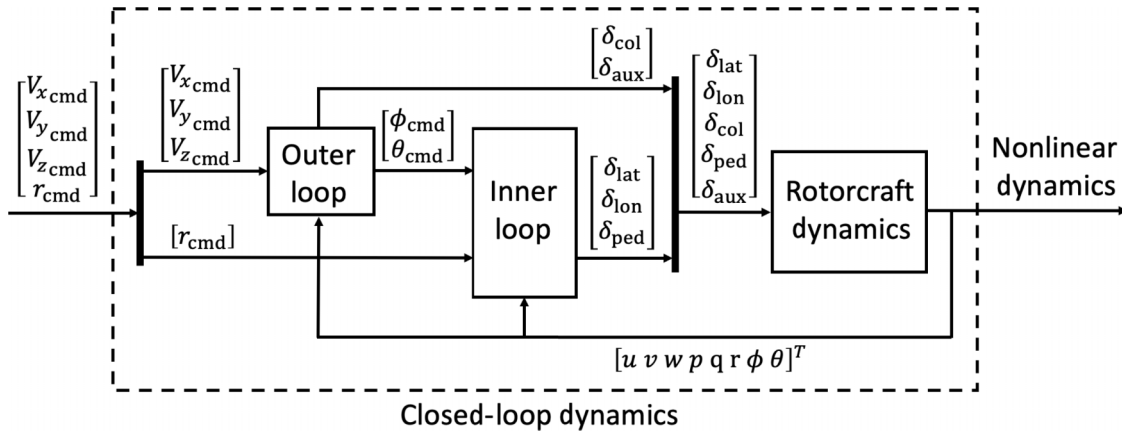 [V_x cmd
V_y cmd
V_z cmd
r_cmd]
[V_x cmd
V_y cmd
V_z cmd]
[r_cmd]
Outer
loop
[ϕ_cmd
θ_cmd]
Inner
loop
[δ_col
δ_aux]
[δ_lat
δ_lon
δ_ped]
[δ_lat
δ_lon
δ_col
δ_ped
δ_aux]
Rotorcraft
dynamics
Nonlinear
dynamics
[u v w p q r ϕ θ]^T
Closed-loop dynamics